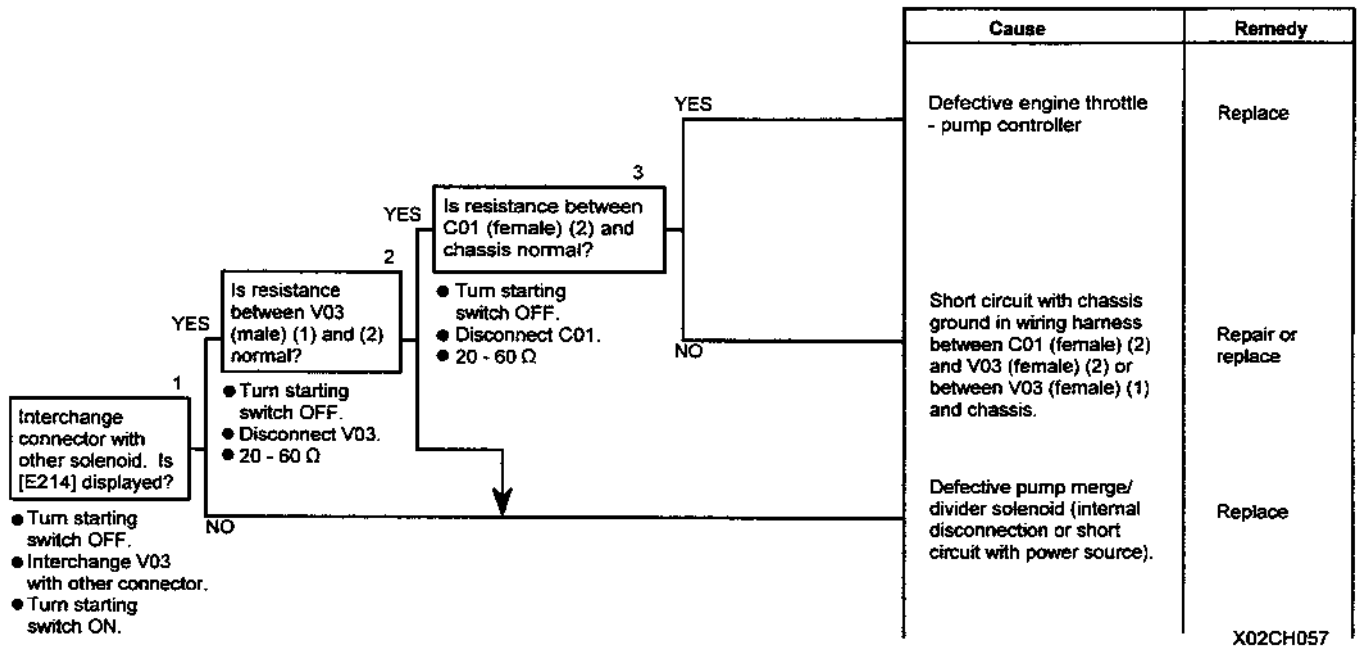 Cause
Remedy
YES
Defective engine throttle
- pump controller
Replace
3
YES
Is resistance between
C01 (female) (2) and
chassis normal?
2
Is resistance
between V03
(male) (1) and (2)
normal?
● Turn starting
switch OFF.
● Disconnect C01.
● 20 - 60 Ω
NO
Short circuit with chassis
ground in wiring harness
between C01 (female) (2)
and V03 (female) (2) or
between V03 (female) (1)
and chassis.
Repair or
replace
YES
1
● Turn starting
switch OFF.
● Disconnect V03.
● 20 - 60 Ω
Interchange
connector with
other solenoid. Is
[E214] displayed?
NO
Defective pump merge/
divider solenoid (internal
disconnection or short
circuit with power source).
Replace
● Turn starting
switch OFF.
● Interchange V03
with other connector.
● Turn starting
switch ON.
X02CH057